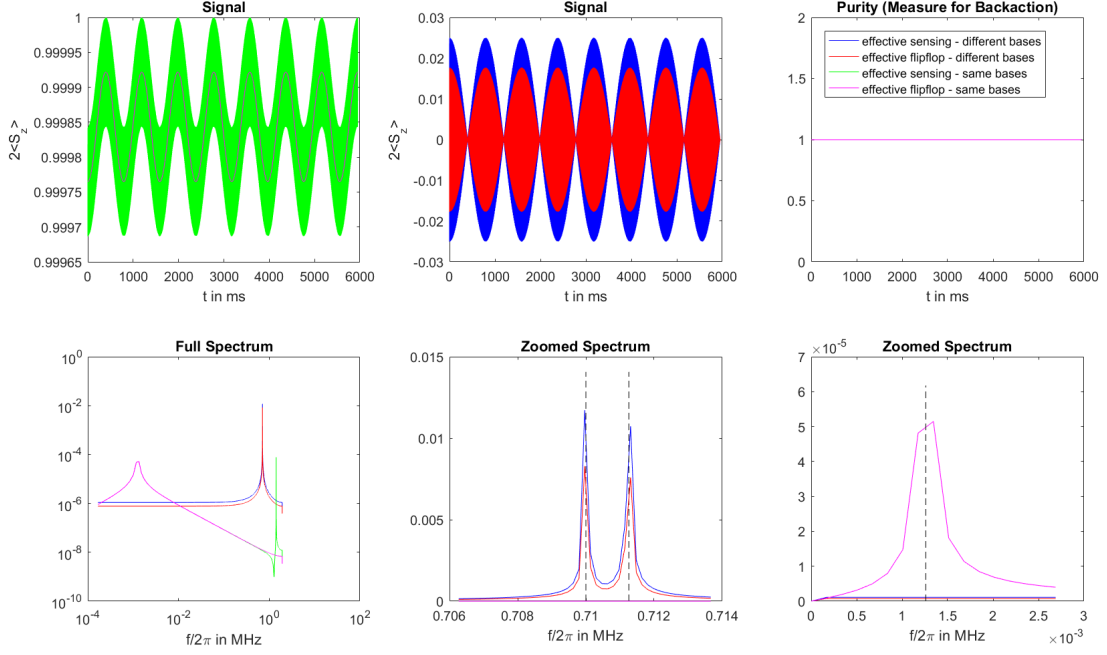 Signal
1
0.99995
0.9999
0.99985
0.9998
0.99975
0.9997
0.99965
2<S_z>
0 1000 2000 3000 4000 5000 6000
t in ms
Signal
0.03
0.02
0.01
0
-0.01
-0.02
-0.03
2<S_z>
0 1000 2000 3000 4000 5000 6000
t in ms
Purity (Measure for Backaction)
2
1.5
1
0.5
0
effective sensing - different bases
effective flipflop - different bases
effective sensing - same bases
effective flipflop - same bases
0 1000 2000 3000 4000 5000 6000
t in ms
Full Spectrum
10^0
10^-2
10^-4
10^-6
10^-8
10^-10
10^-4 10^-2 10^0 10^2
f/2π in MHz
Zoomed Spectrum
0.015
0.01
0.005
0
0.706 0.708 0.71 0.712 0.714
f/2π in MHz
Zoomed Spectrum
×10^-5
7
6
5
4
3
2
1
0
0 0.5 1 1.5 2 2.5 3
f/2π in MHz
×10^-3